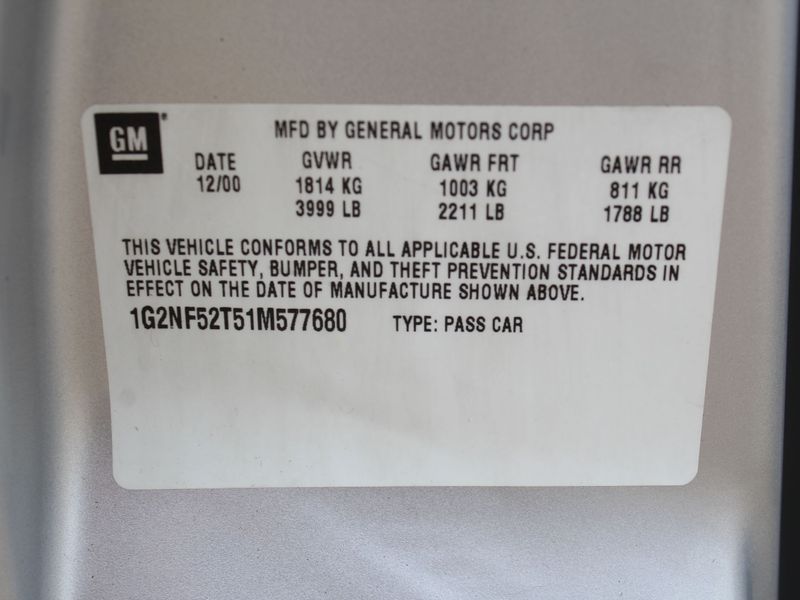 GM
MFD BY GENERAL MOTORS CORP
DATE GVWR GAWR FRT GAWR RR
12/00 1814 KG 1003 KG 811 KG
3999 LB 2211 LB 1788 LB
THIS VEHICLE CONFORMS TO ALL APPLICABLE U.S. FEDERAL MOTOR
VEHICLE SAFETY, BUMPER, AND THEFT PREVENTION STANDARDS IN
EFFECT ON THE DATE OF MANUFACTURE SHOWN ABOVE.
1G2NF52T51M577680 TYPE: PASS CAR